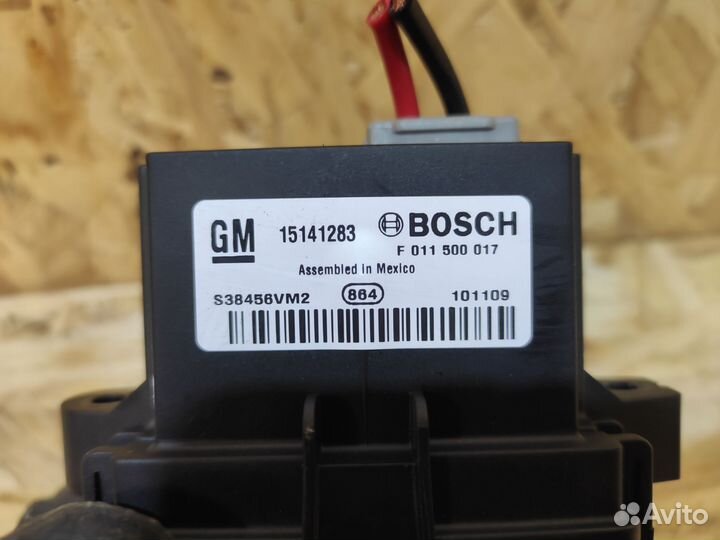 GM 15141283 BOSCH
F 011 500 017
Assembled in Mexico
S38456VM2 864 101109
Avito